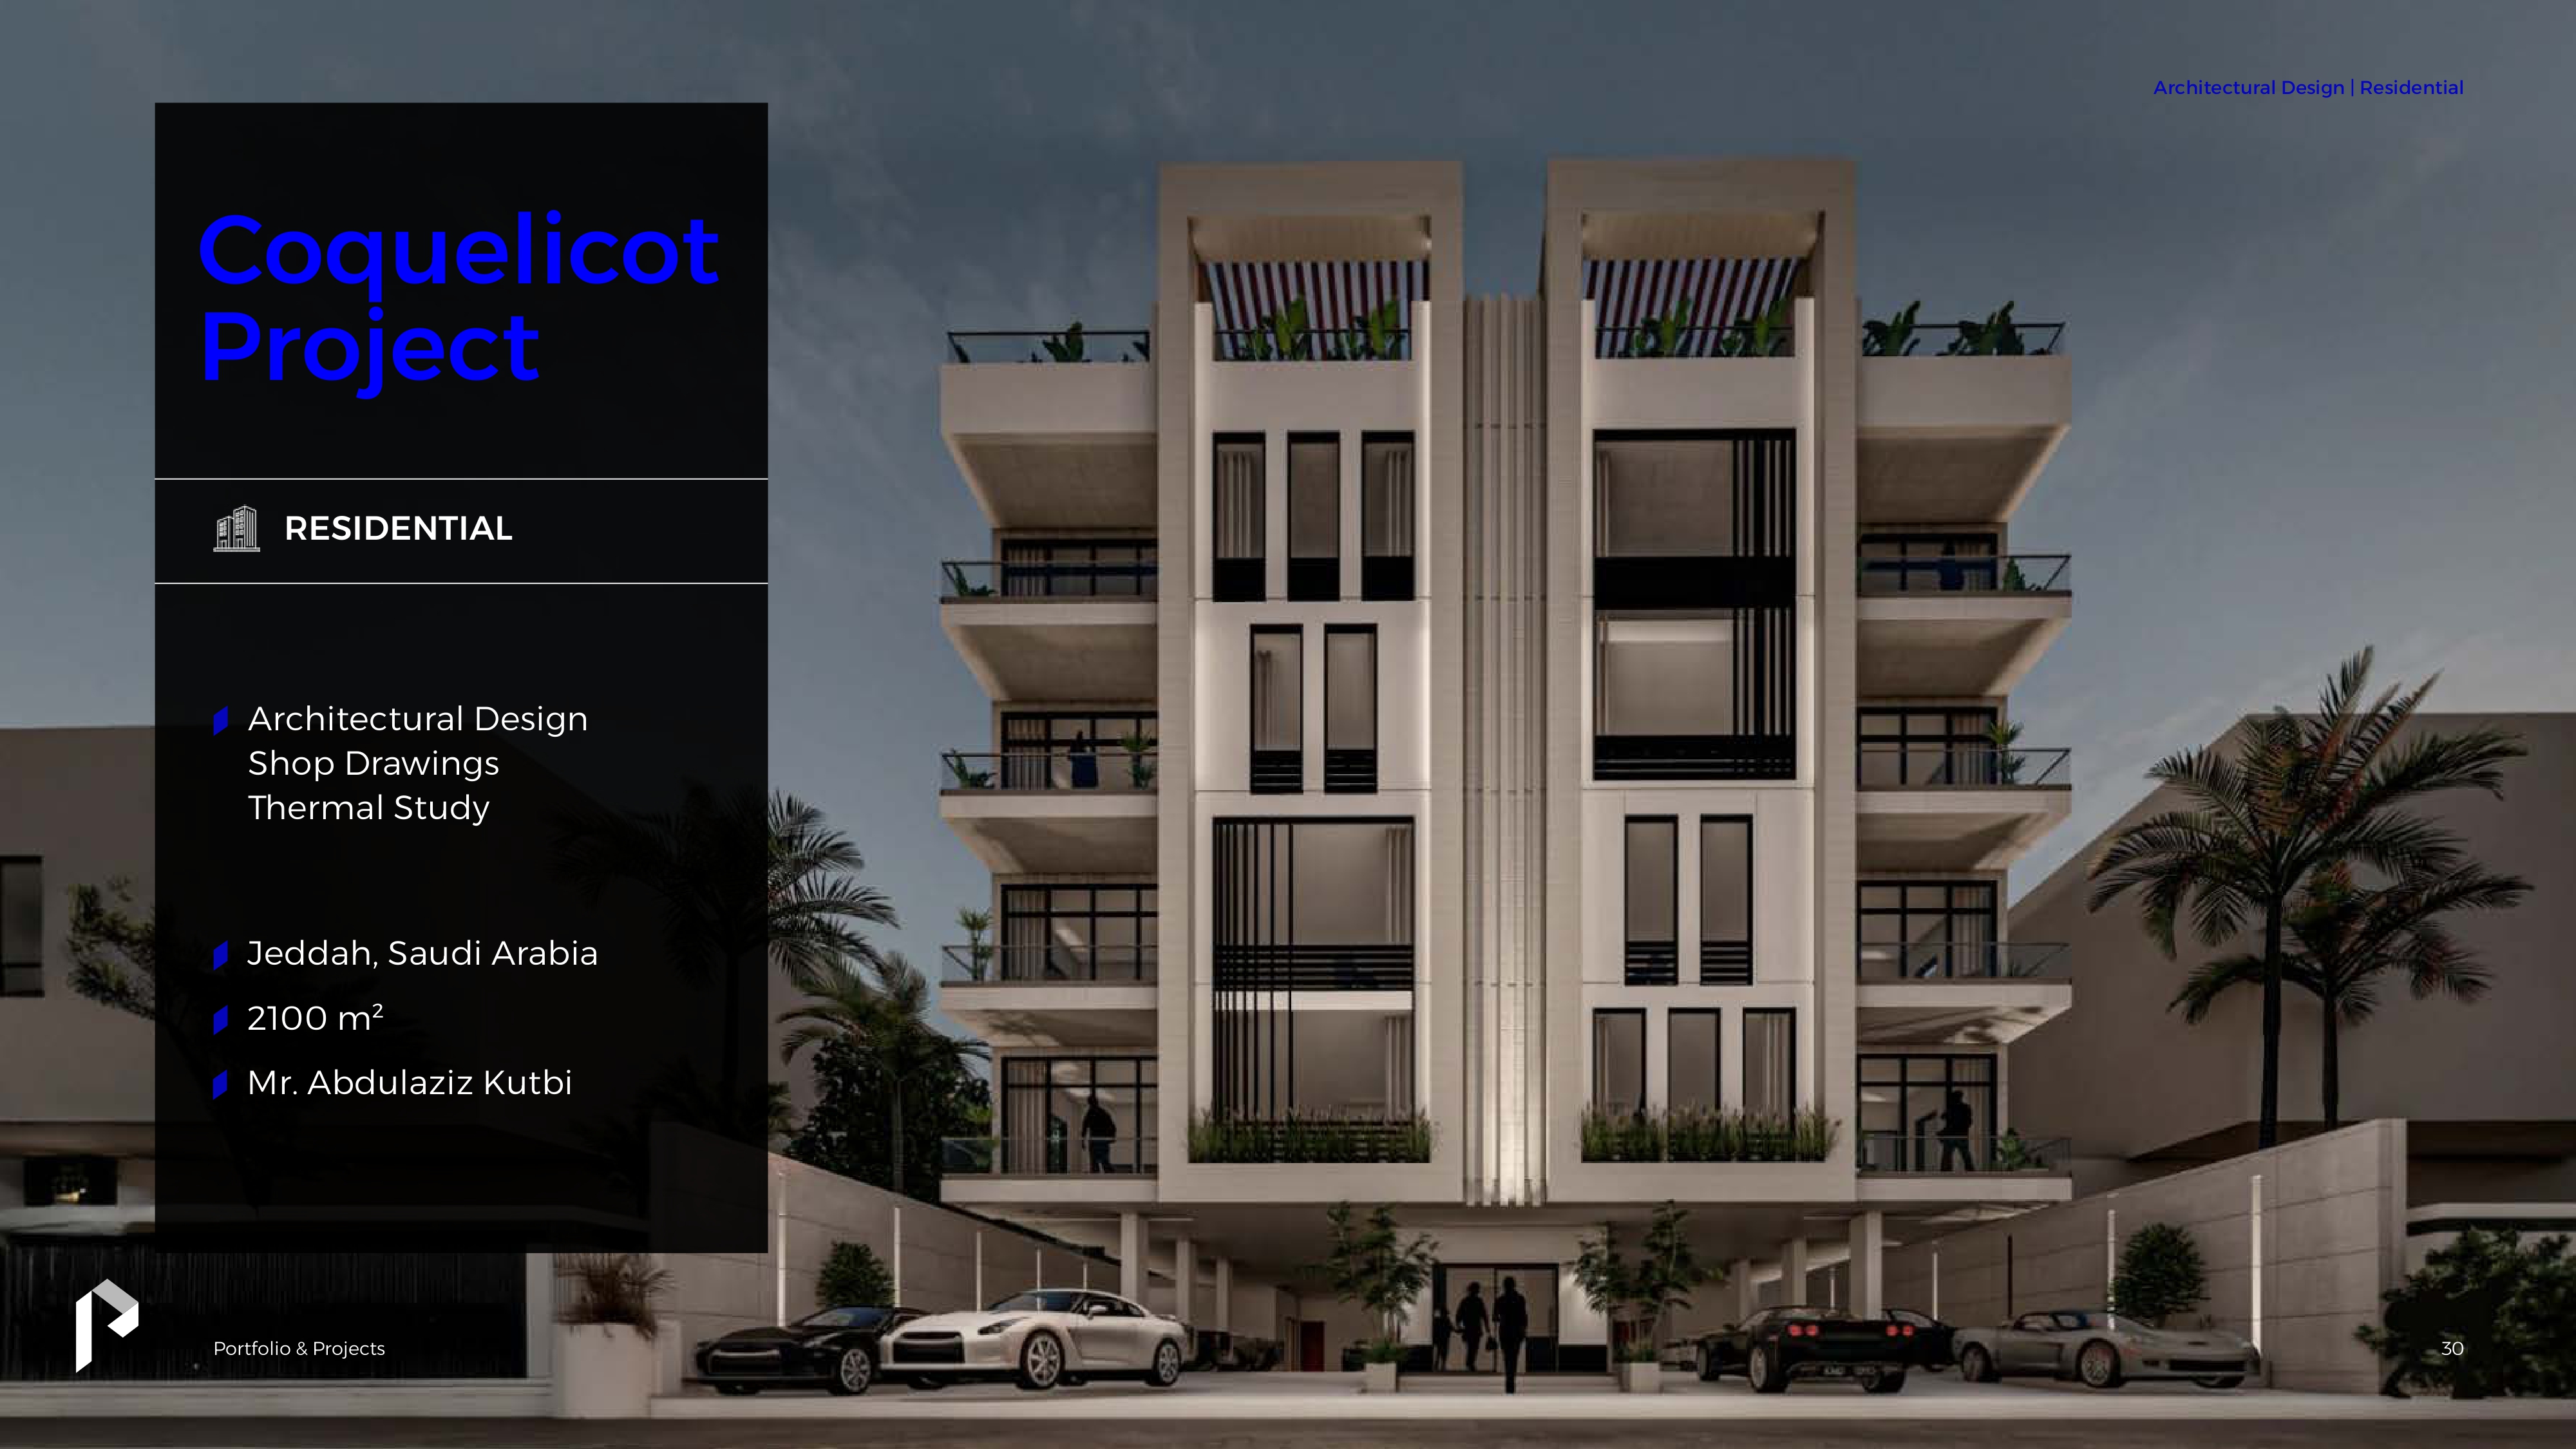 Architectural Design | Residential
Coquelicot
Project
RESIDENTIAL
Architectural Design
Shop Drawings
Thermal Study
Jeddah, Saudi Arabia
2100 m²
Mr. Abdulaziz Kutbi
Portfolio & Projects
30